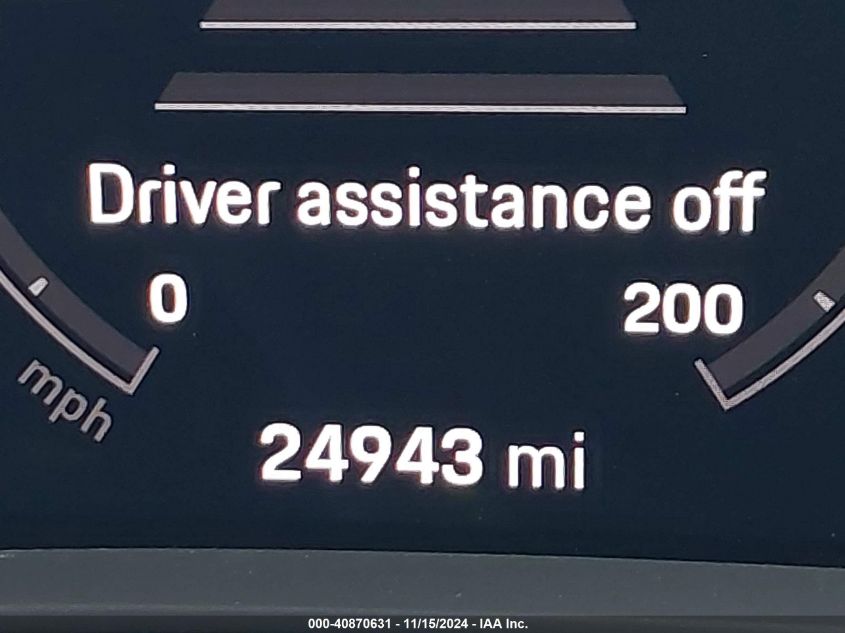 Driver assistance off
0 200
mph
24943 mi
000-40870631 - 11/15/2024 - IAA Inc.